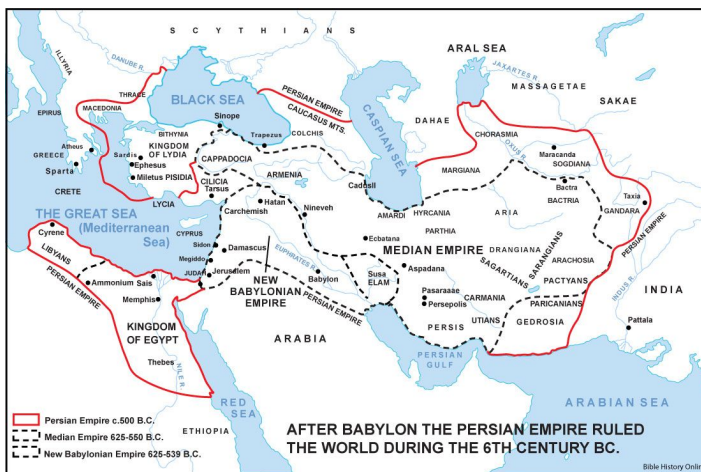 SCYTHIANS
ARAL SEA
ILLYRIA
DANUBE R.
JAXARTES R.
MASSAGETAE
SAKAE
THRACE
MACEDONIA
BLACK SEA
PERSIAN EMPIRE
CAUCASUS MTS.
CASPIAN SEA
DAHAE
CHORASMIA
OXUS R.
EPIRUS
BITHYNIA
Sinope
Trapezus
COLCHIS
Maracanda
SOGDIANA
Atheus
GREECE
Sparta
Sardis
KINGDOM
OF LYDIA
Ephesus
Miletus
PISIDIA
CAPPADOCIA
ARMENIA
Cadusii
MARGIANA
Bactra
BACTRIA
Taxia
GANDARA
CRETE
LYCIA
CILICIA
Tarsus
Carchemish
Hatan
Nineveh
AMARDI
HYRCANIA
PARTHIA
ARIA
PERSIAN EMPIRE
THE GREAT SEA
(Mediterranean
Sea)
CYPRUS
Sidon
Damascus
Megiddo
JUDAH
Jerusatlem
EUPHRATES R.
Ecbatana
MEDIAN EMPIRE
DRANGIANA
SAGARTIANS
SARANGIANS
ARACHOSIA
PACTYANS
Cyrene
LIBYANS
PERSIAN EMPIRE
Ammonium
Sais
Memphis
NEW
BABYLONIAN
EMPIRE
Babylon
Susa
ELAM
Aspadana
Pasaraaae
Persepolis
CARMANIA
PARICANIANS
INDUS R.
INDIA
KINGDOM
OF EGYPT
PERSIAN EMPIRE
ARABIA
PERSIS
UTIANS
GEDROSIA
Pattala
Thebes
NILE R.
PERSIAN
GULF
RED
SEA
ARABIAN SEA
ETHIOPIA
Persian Empire c.500 B.C.
Median Empire 625-550 B.C.
New Babylonian Empire 625-539 B.C.
AFTER BABYLON THE PERSIAN EMPIRE RULED
THE WORLD DURING THE 6TH CENTURY BC.
Bible History Online